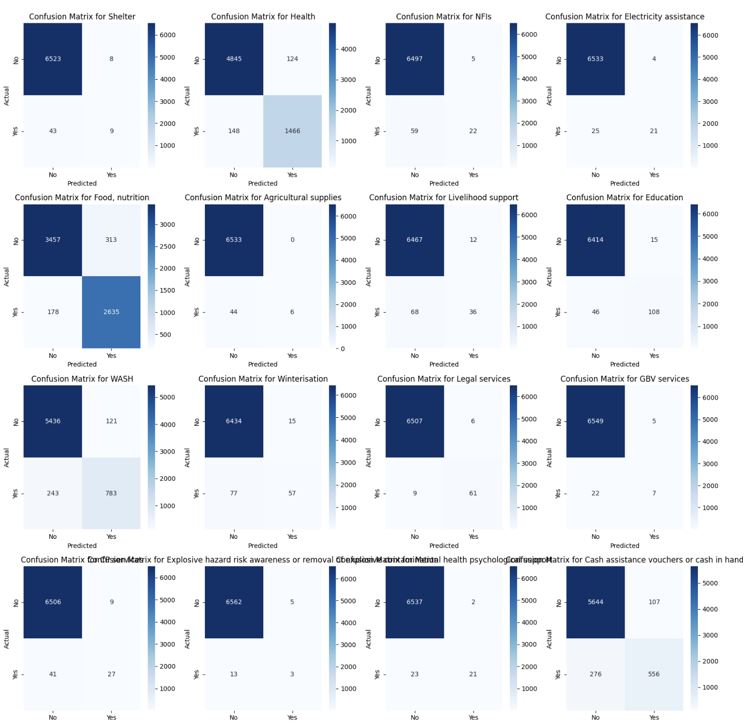 Confusion Matrix for Shelter
No
6523
8
Actual
Yes
43
9
No
Yes
Predicted
6000
5000
4000
3000
2000
1000
Confusion Matrix for Health
No
4845
124
Actual
Yes
148
1466
No
Yes
Predicted
4000
3000
2000
1000
Confusion Matrix for NFIs
No
6497
5
Actual
Yes
59
22
No
Yes
Predicted
6000
5000
4000
3000
2000
1000
Confusion Matrix for Electricity assistance
No
6533
4
Actual
Yes
25
21
No
Yes
Predicted
6000
5000
4000
3000
2000
1000
Confusion Matrix for Food, nutrition
No
3457
313
Actual
Yes
178
2635
No
Yes
Predicted
3000
2500
2000
1500
1000
500
Confusion Matrix for Agricultural supplies
No
6533
0
Actual
Yes
44
6
No
Yes
Predicted
6000
5000
4000
3000
2000
1000
0
Confusion Matrix for Livelihood support
No
6467
12
Actual
Yes
68
36
No
Yes
Predicted
6000
5000
4000
3000
2000
1000
Confusion Matrix for Education
No
6414
15
Actual
Yes
46
108
No
Yes
Predicted
6000
5000
4000
3000
2000
1000
Confusion Matrix for WASH
No
5436
121
Actual
Yes
243
783
No
Yes
Predicted
5000
4000
3000
2000
1000
Confusion Matrix for Winterisation
No
6434
15
Actual
Yes
77
57
No
Yes
Predicted
6000
5000
4000
3000
2000
1000
Confusion Matrix for Legal services
No
6507
6
Actual
Yes
9
61
No
Yes
Predicted
6000
5000
4000
3000
2000
1000
Confusion Matrix for GBV services
No
6549
5
Actual
Yes
22
7
No
Yes
Predicted
6000
5000
4000
3000
2000
1000
Confusion Matrix
No
6506
9
Actual
Yes
41
27
No
Yes
6000
5000
4000
3000
2000
1000
Matrix for Explosive hazard risk awareness or removal of
No
6562
5
Actual
Yes
13
3
No
Yes
6000
5000
4000
3000
2000
1000
health psychological
No
6537
2
Actual
Yes
23
21
No
Yes
6000
5000
4000
3000
2000
1000
Matrix for Cash assistance vouchers or cash in hand
No
5644
107
Actual
Yes
276
556
No
Yes
5000
4000
3000
2000
1000